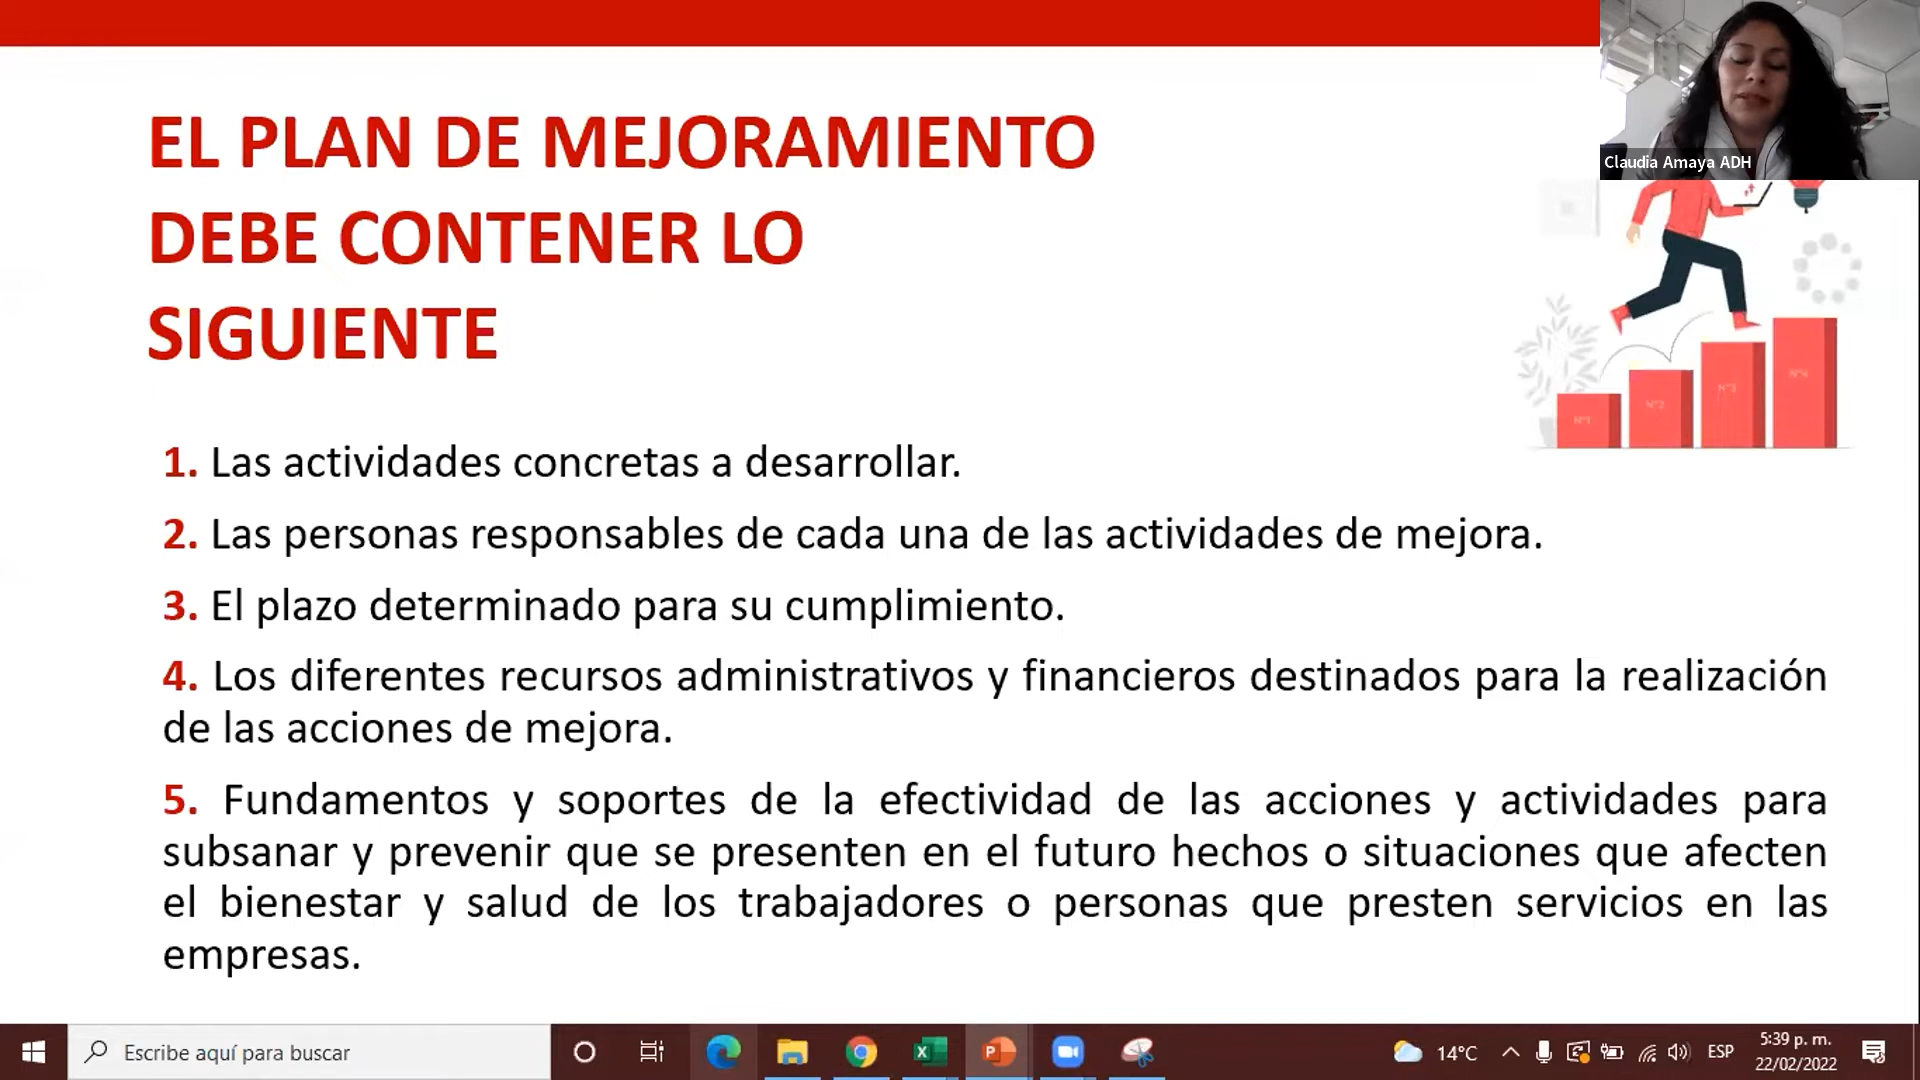 Claudia Amaya ADH
EL PLAN DE MEJORAMIENTO
DEBE CONTENER LO
SIGUIENTE
N°1
N°2
N°3
N°4
1. Las actividades concretas a desarrollar.
2. Las personas responsables de cada una de las actividades de mejora.
3. El plazo determinado para su cumplimiento.
4. Los diferentes recursos administrativos y financieros destinados para la realización
de las acciones de mejora.
5. Fundamentos y soportes de la efectividad de las acciones y actividades para
subsanar y prevenir que se presenten en el futuro hechos o situaciones que afecten
el bienestar y salud de los trabajadores o personas que presten servicios en las
empresas.
Escribe aquí para buscar
14°C
ESP
5:39 p. m.
22/02/2022